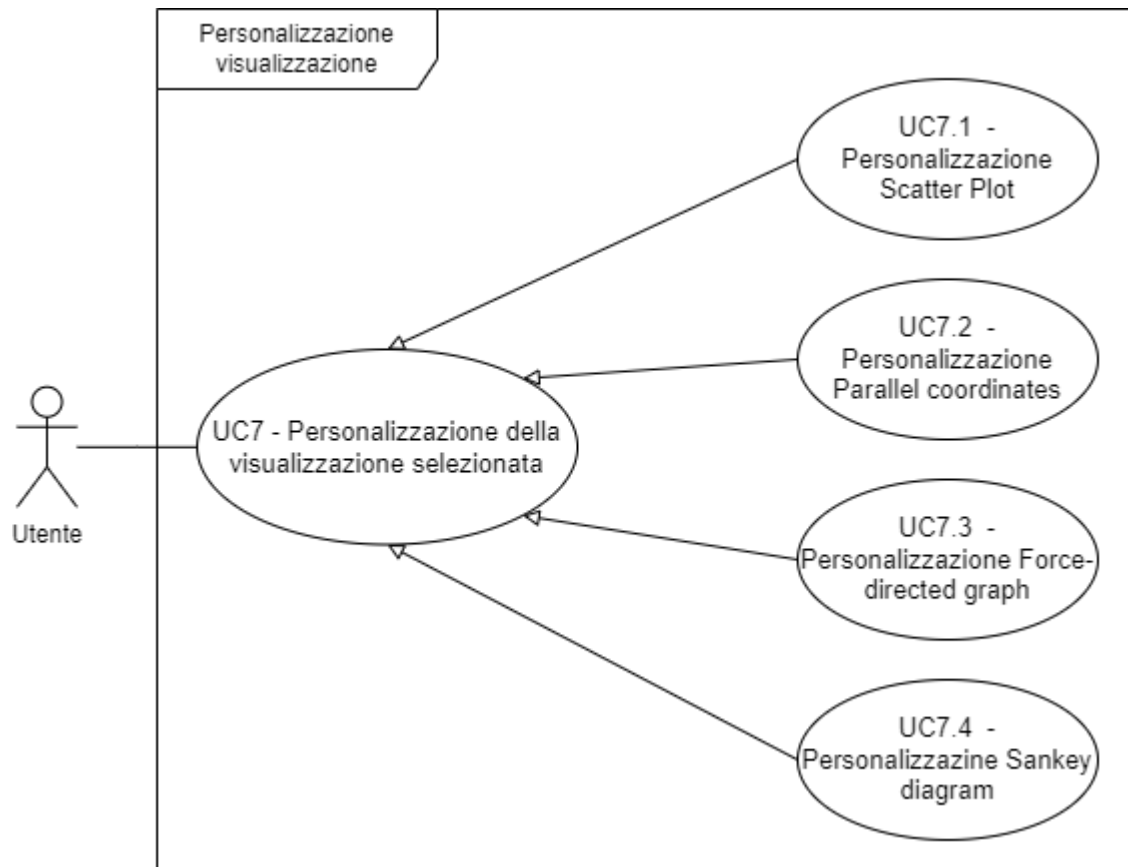 Personalizzazione
visualizzazione
UC7.1 -
Personalizzazione
Scatter Plot
UC7.2 -
Personalizzazione
Parallel coordinates
UC7 - Personalizzazione della
visualizzazione selezionata
Utente
UC7.3 -
Personalizzazione Force-
directed graph
UC7.4 -
Personalizzazine Sankey
diagram